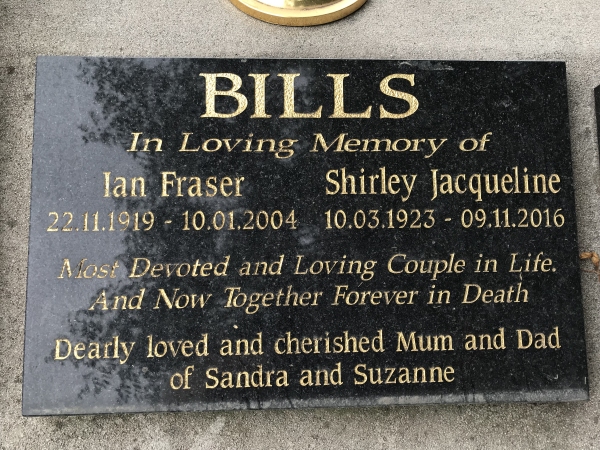 BILLS
In Loving Memory of
Ian Fraser Shirley Jacqueline
22.11.1919 - 10.01.2004 10.03.1923 - 09.11.2016
Most Devoted and Loving Couple in Life.
And Now Together Forever in Death
Dearly loved and cherished Mum and Dad
of Sandra and Suzanne